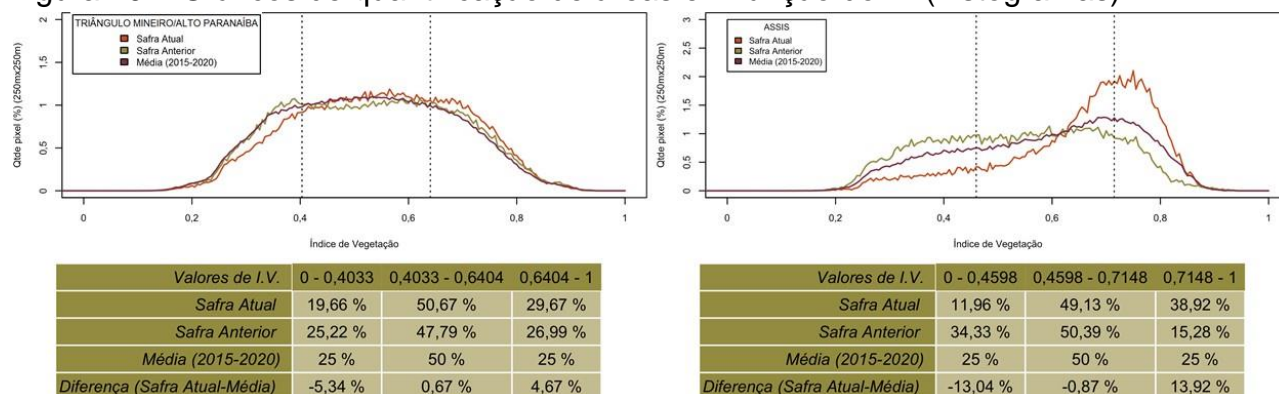 TRIÂNGULO MINEIRO/ALTO PARANAÍBA
Safra Atual
Safra Anterior
Média (2015-2020)
Qtde pixel (%) (250mx250m)
0 0,5 1 1,5 2
0 0,2 0,4 0,6 0,8 1
Índice de Vegetação
ASSIS
Safra Atual
Safra Anterior
Média (2015-2020)
Qtde pixel (%) (250mx250m)
0 0,5 1 1,5 2 2,5 3
0 0,2 0,4 0,6 0,8 1
Índice de Vegetação
Valores de I.V. 0 - 0,4033 0,4033 - 0,6404 0,6404 - 1
Safra Atual 19,66 % 50,67 % 29,67 %
Safra Anterior 25,22 % 47,79 % 26,99 %
Média (2015-2020) 25 % 50 % 25 %
Diferença (Safra Atual-Média) -5,34 % 0,67 % 4,67 %
Valores de I.V. 0 - 0,4598 0,4598 - 0,7148 0,7148 - 1
Safra Atual 11,96 % 49,13 % 38,92 %
Safra Anterior 34,33 % 50,39 % 15,28 %
Média (2015-2020) 25 % 50 % 25 %
Diferença (Safra Atual-Média) -13,04 % -0,87 % 13,92 %